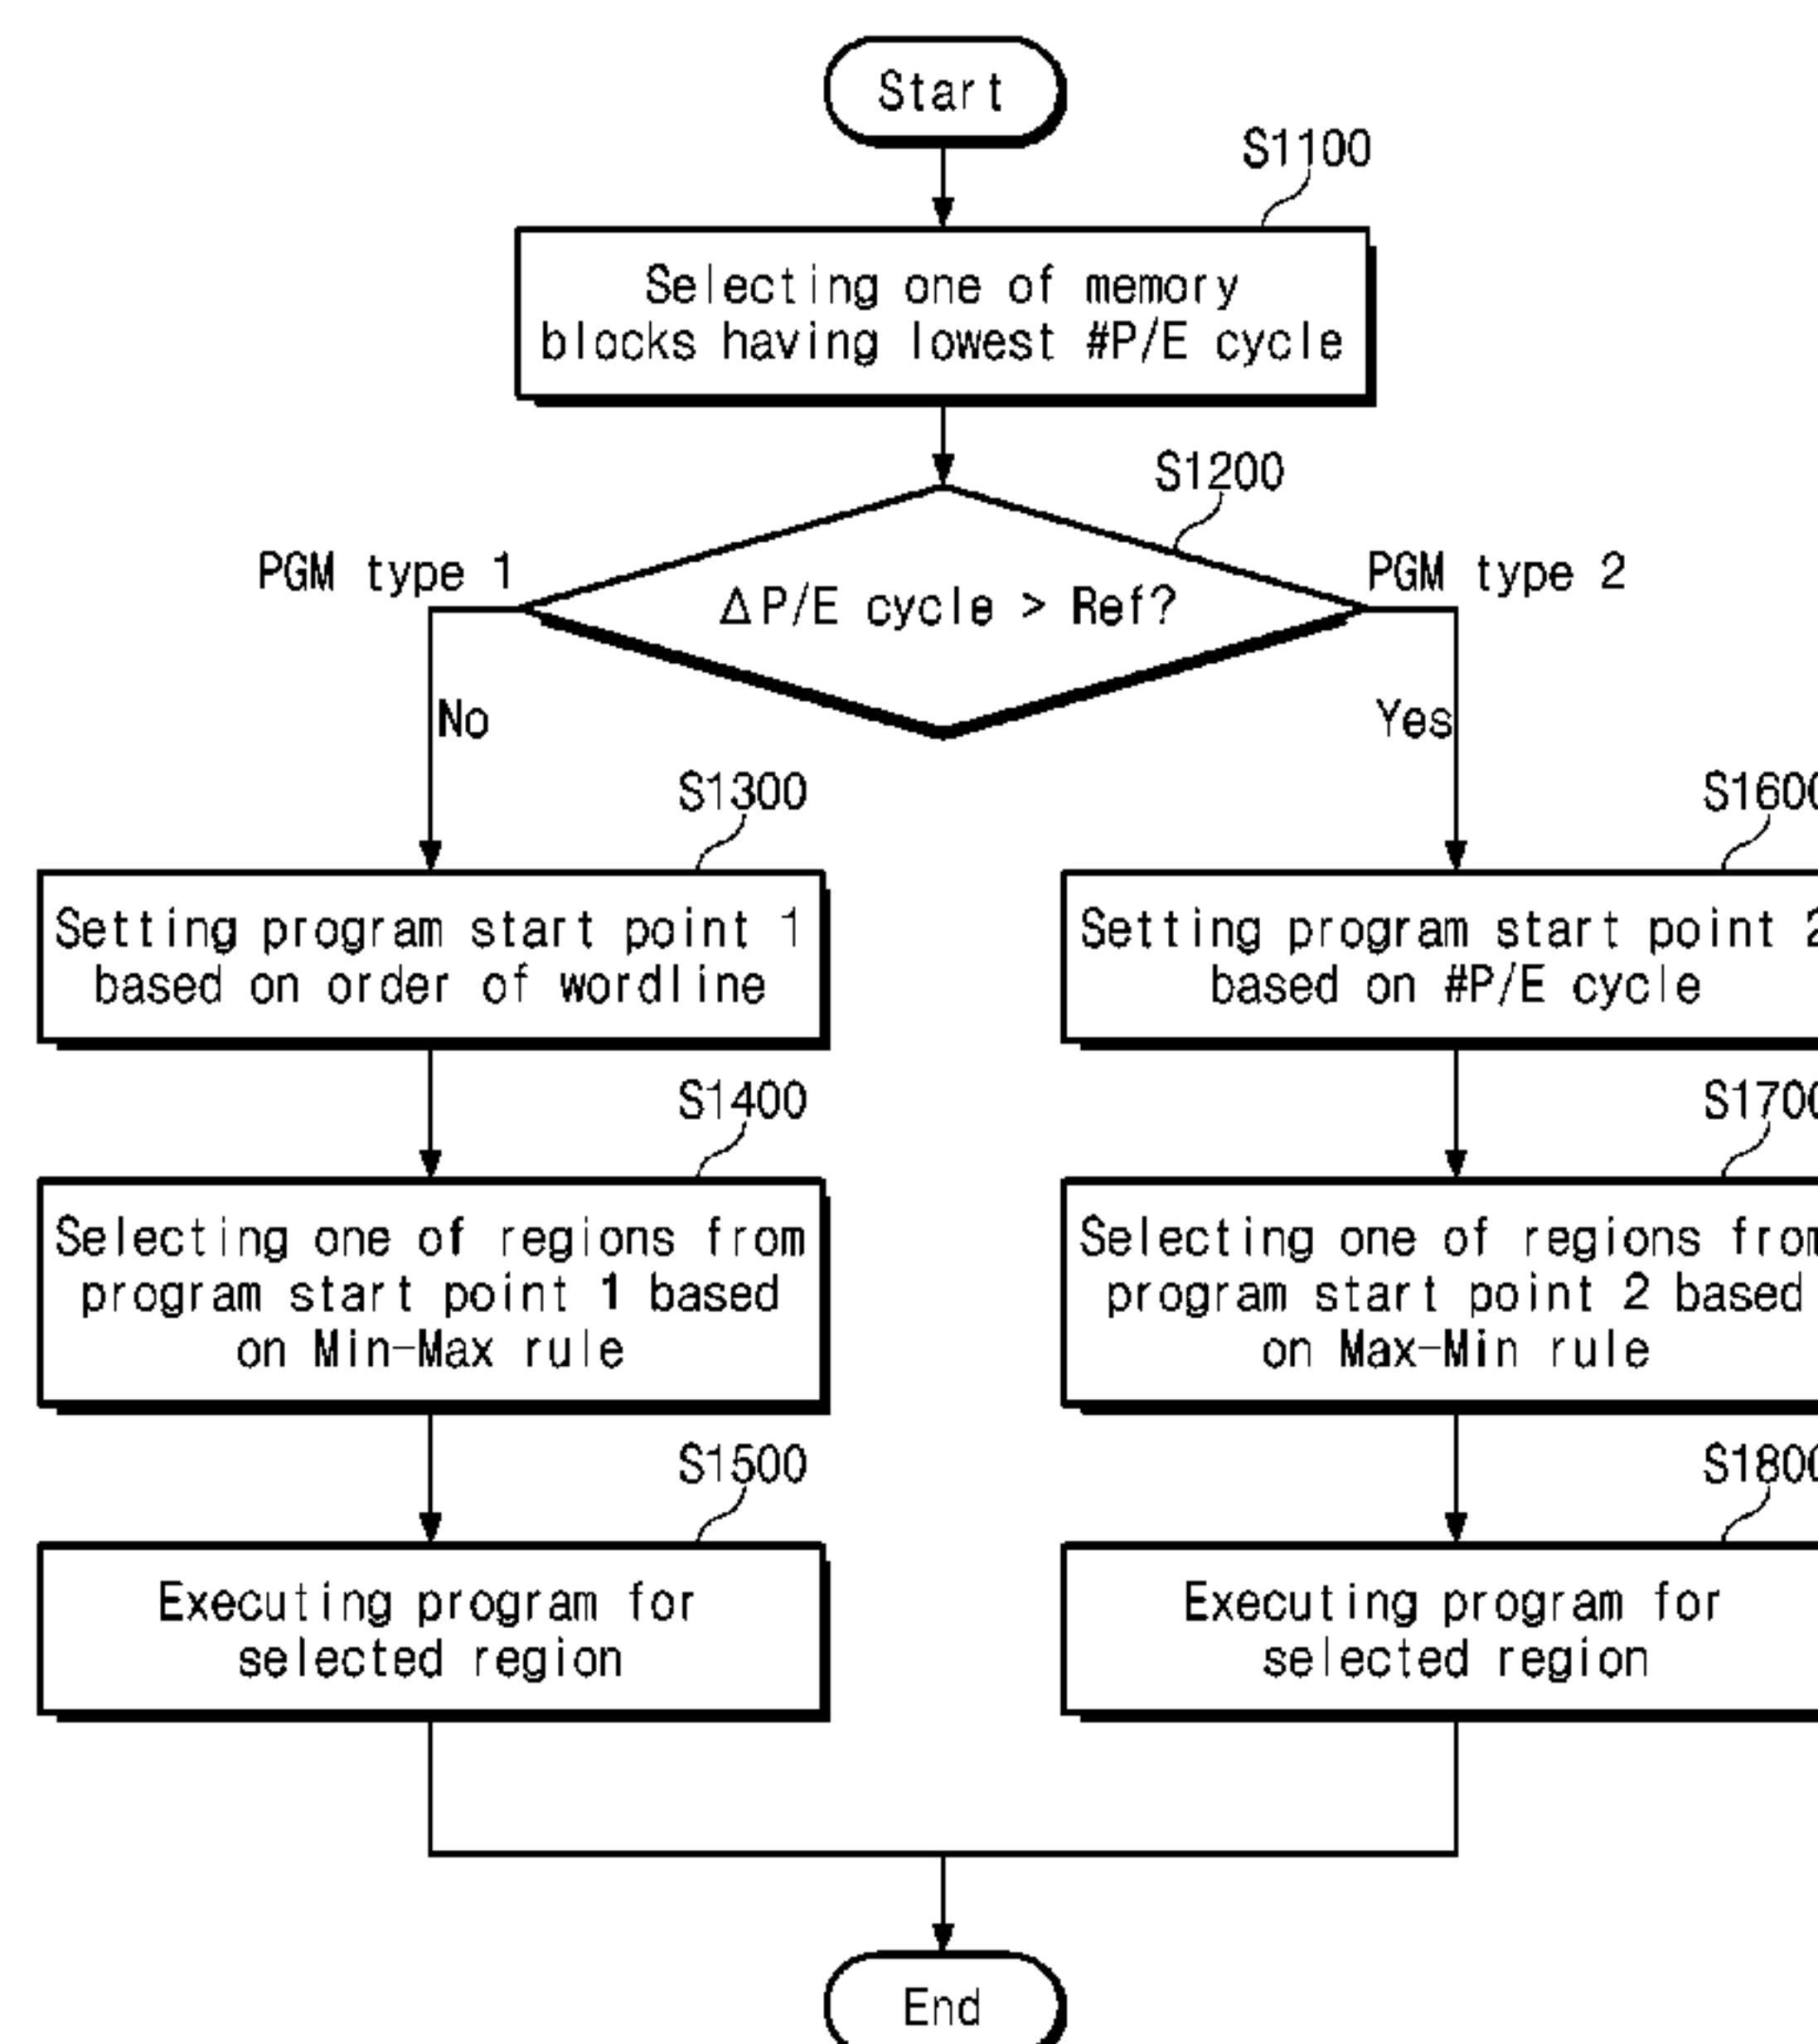 Start
S1100
Selecting one of memory
blocks having lowest #P/E cycle
S1200
PGM type 1
PGM type 2
ΔP/E cycle > Ref?
No
Yes
S1300
S1600
Setting program start point 1
based on order of wordline
Setting program start point 2
based on #P/E cycle
S1400
S1700
Selecting one of regions from
program start point 1 based
on Min-Max rule
Selecting one of regions from
program start point 2 based
on Max-Min rule
S1500
S1800
Executing program for
selected region
Executing program for
selected region
End